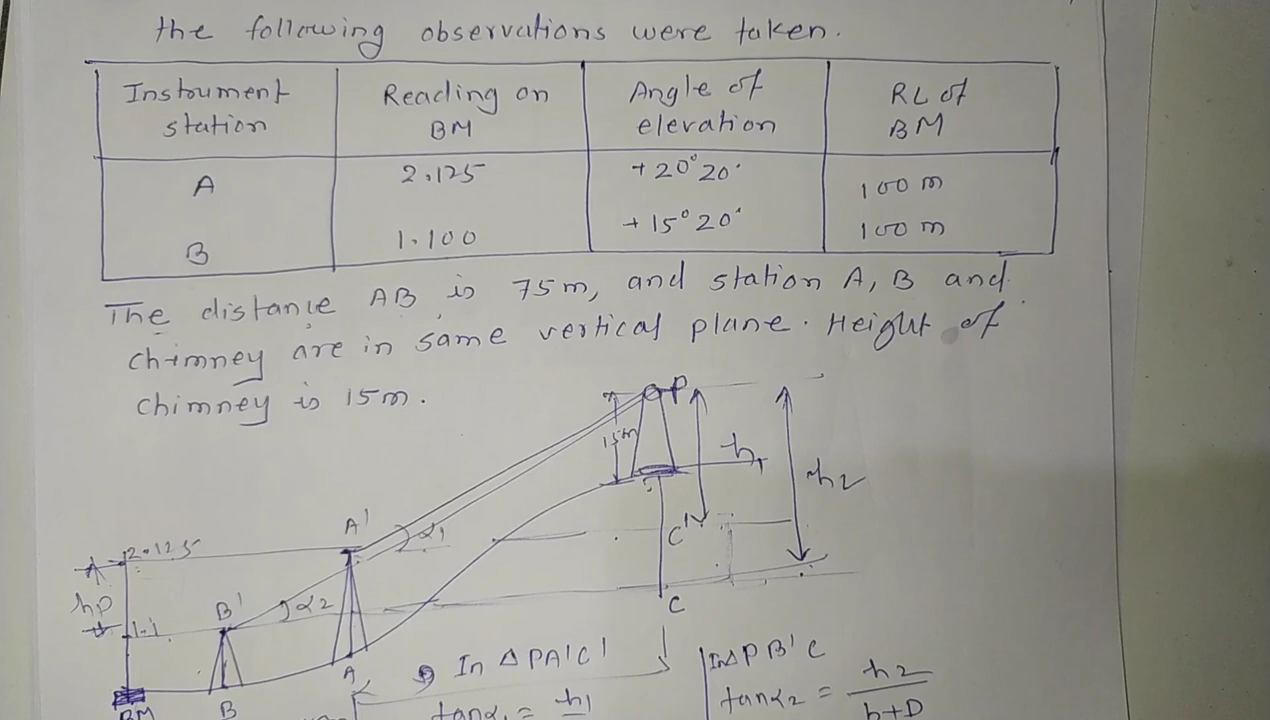 the following observations were taken.
Instrument station | Reading on BM | Angle of elevation | RL of BM
A | 2.125 | +20°20' | 100 m
B | 1.100 | +15°20' | 100 m
The distance AB is 75m, and station A, B and
chimney are in same vertical plane. Height of
chimney is 15m.
P
15m
h1
h2
A'
α1
C'
2.125
hD
B'
α2
1.1
C
A
BM
B
In Δ PA'C'
tanα1 = h1
In Δ P B' C
tanα2 = h2 / b+D